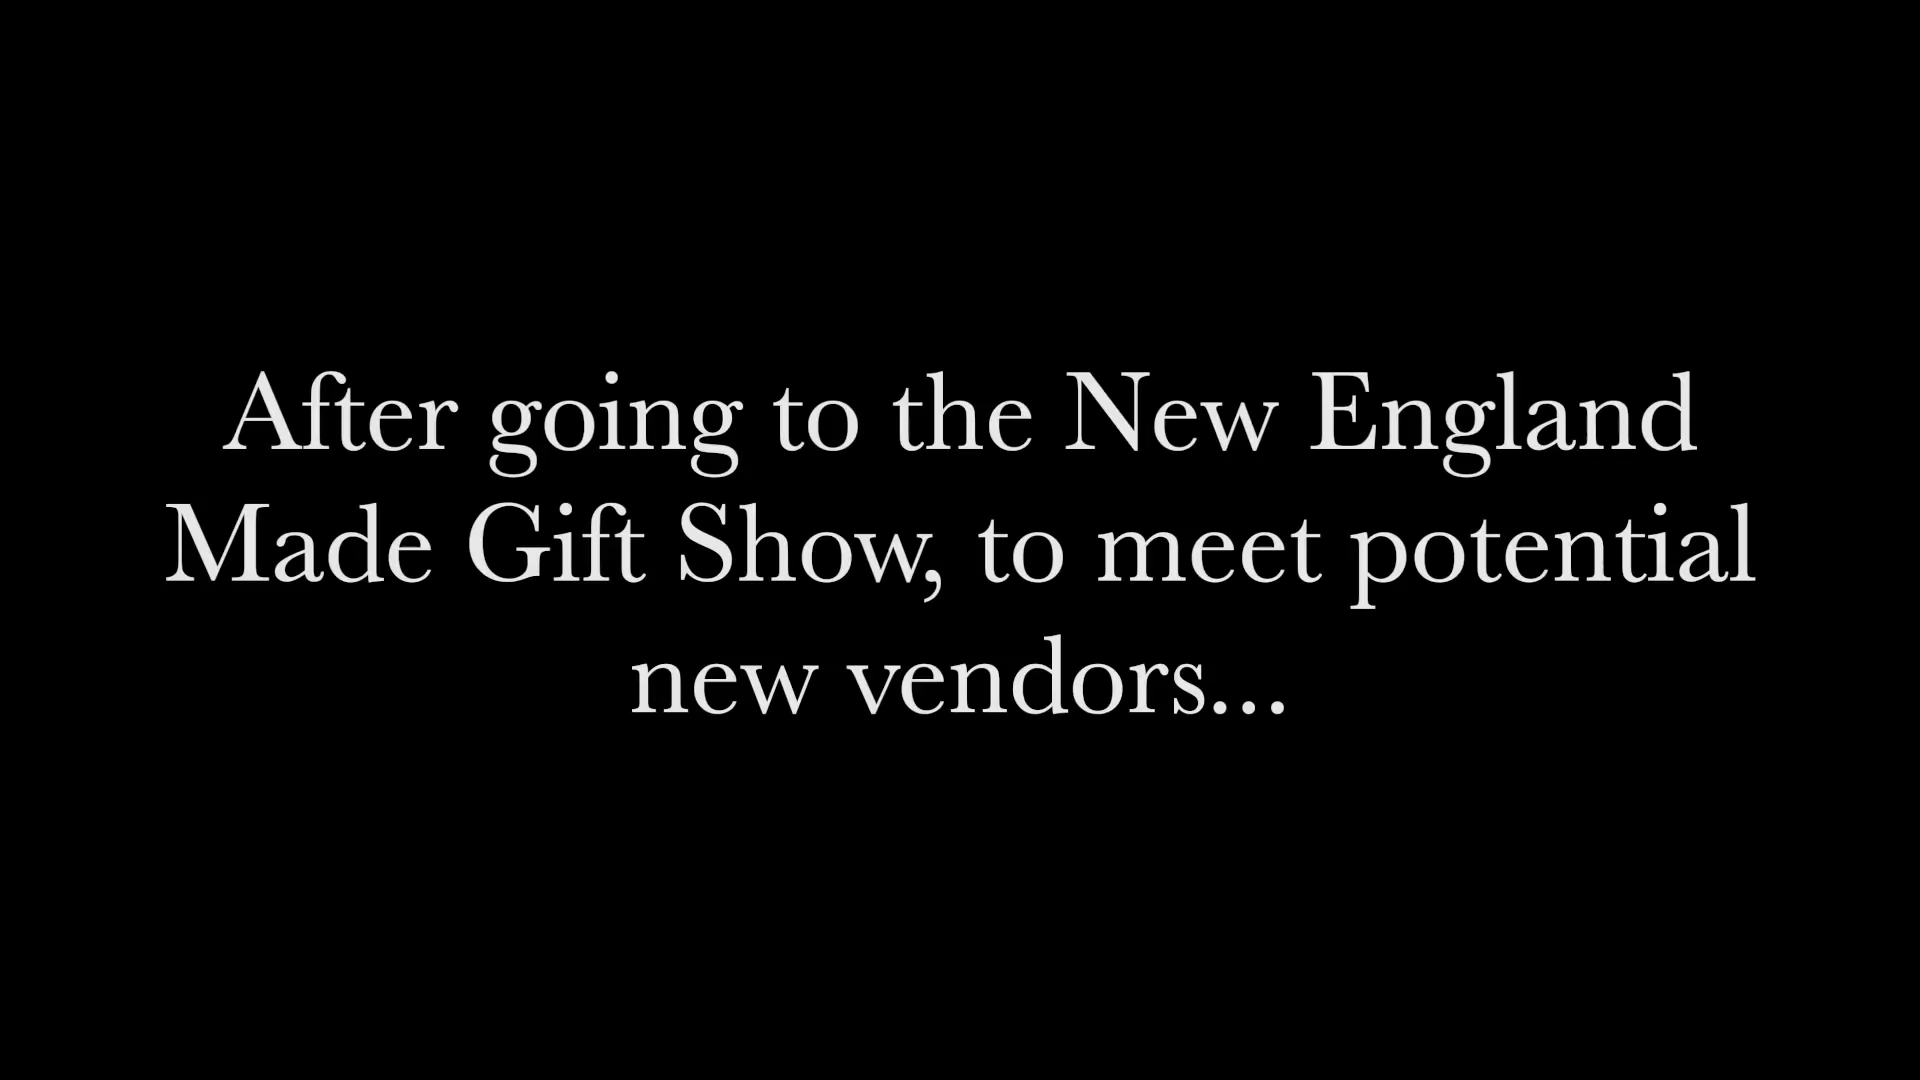 After going to the New England
Made Gift Show, to meet potential
new vendors...